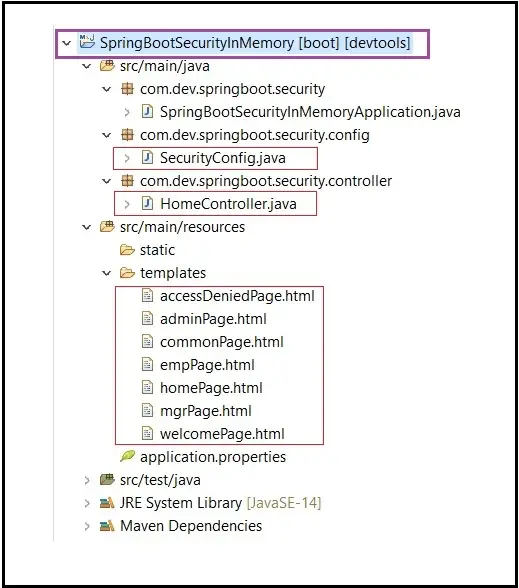 SpringBootSecurityInMemory [boot] [devtools]
src/main/java
com.dev.springboot.security
SpringBootSecurityInMemoryApplication.java
com.dev.springboot.security.config
SecurityConfig.java
com.dev.springboot.security.controller
HomeController.java
src/main/resources
static
templates
accessDeniedPage.html
adminPage.html
commonPage.html
empPage.html
homePage.html
mgrPage.html
welcomePage.html
application.properties
src/test/java
JRE System Library [JavaSE-14]
Maven Dependencies